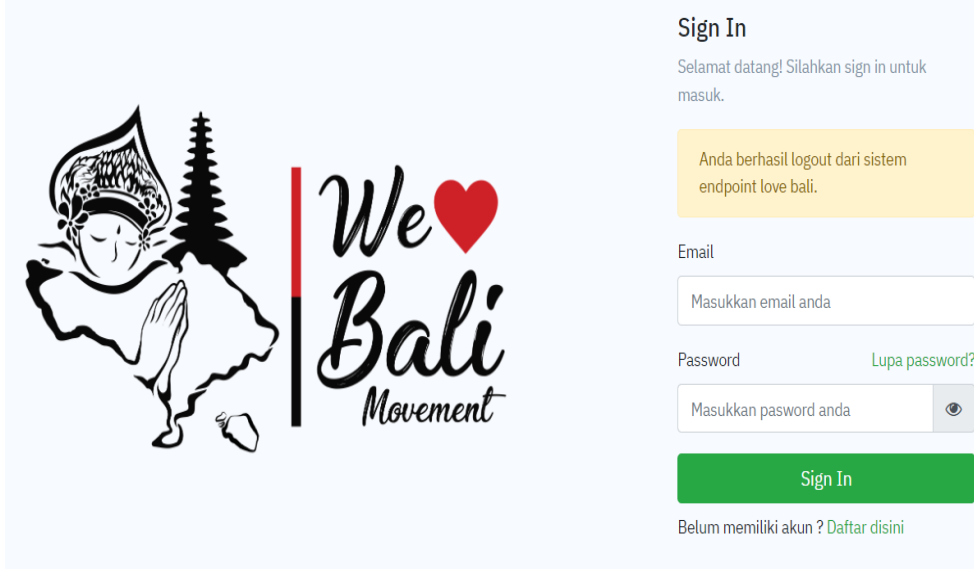 We
Bali
Movement
Sign In
Selamat datang! Silahkan sign in untuk
masuk.
Anda berhasil logout dari sistem
endpoint love bali.
Email
Masukkan email anda
Password Lupa password?
Masukkan pasword anda
Sign In
Belum memiliki akun ? Daftar disini